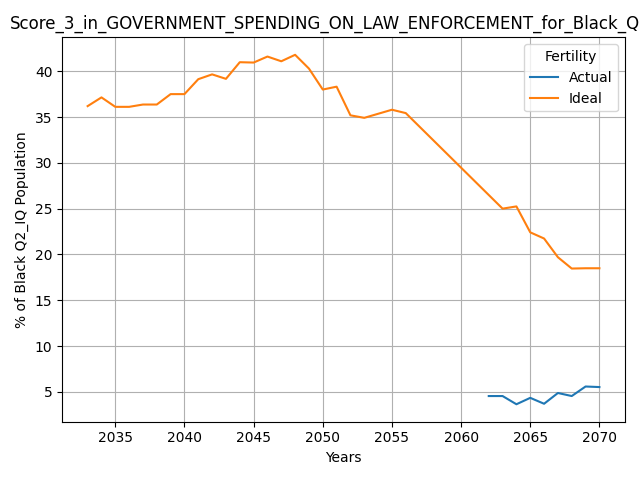 Score_3_in_GOVERNMENT_SPENDING_ON_LAW_ENFORCEMENT_for_Black_Q
Fertility
Actual
Ideal
% of Black Q2_IQ Population
40
35
30
25
20
15
10
5
2035 2040 2045 2050 2055 2060 2065 2070
Years